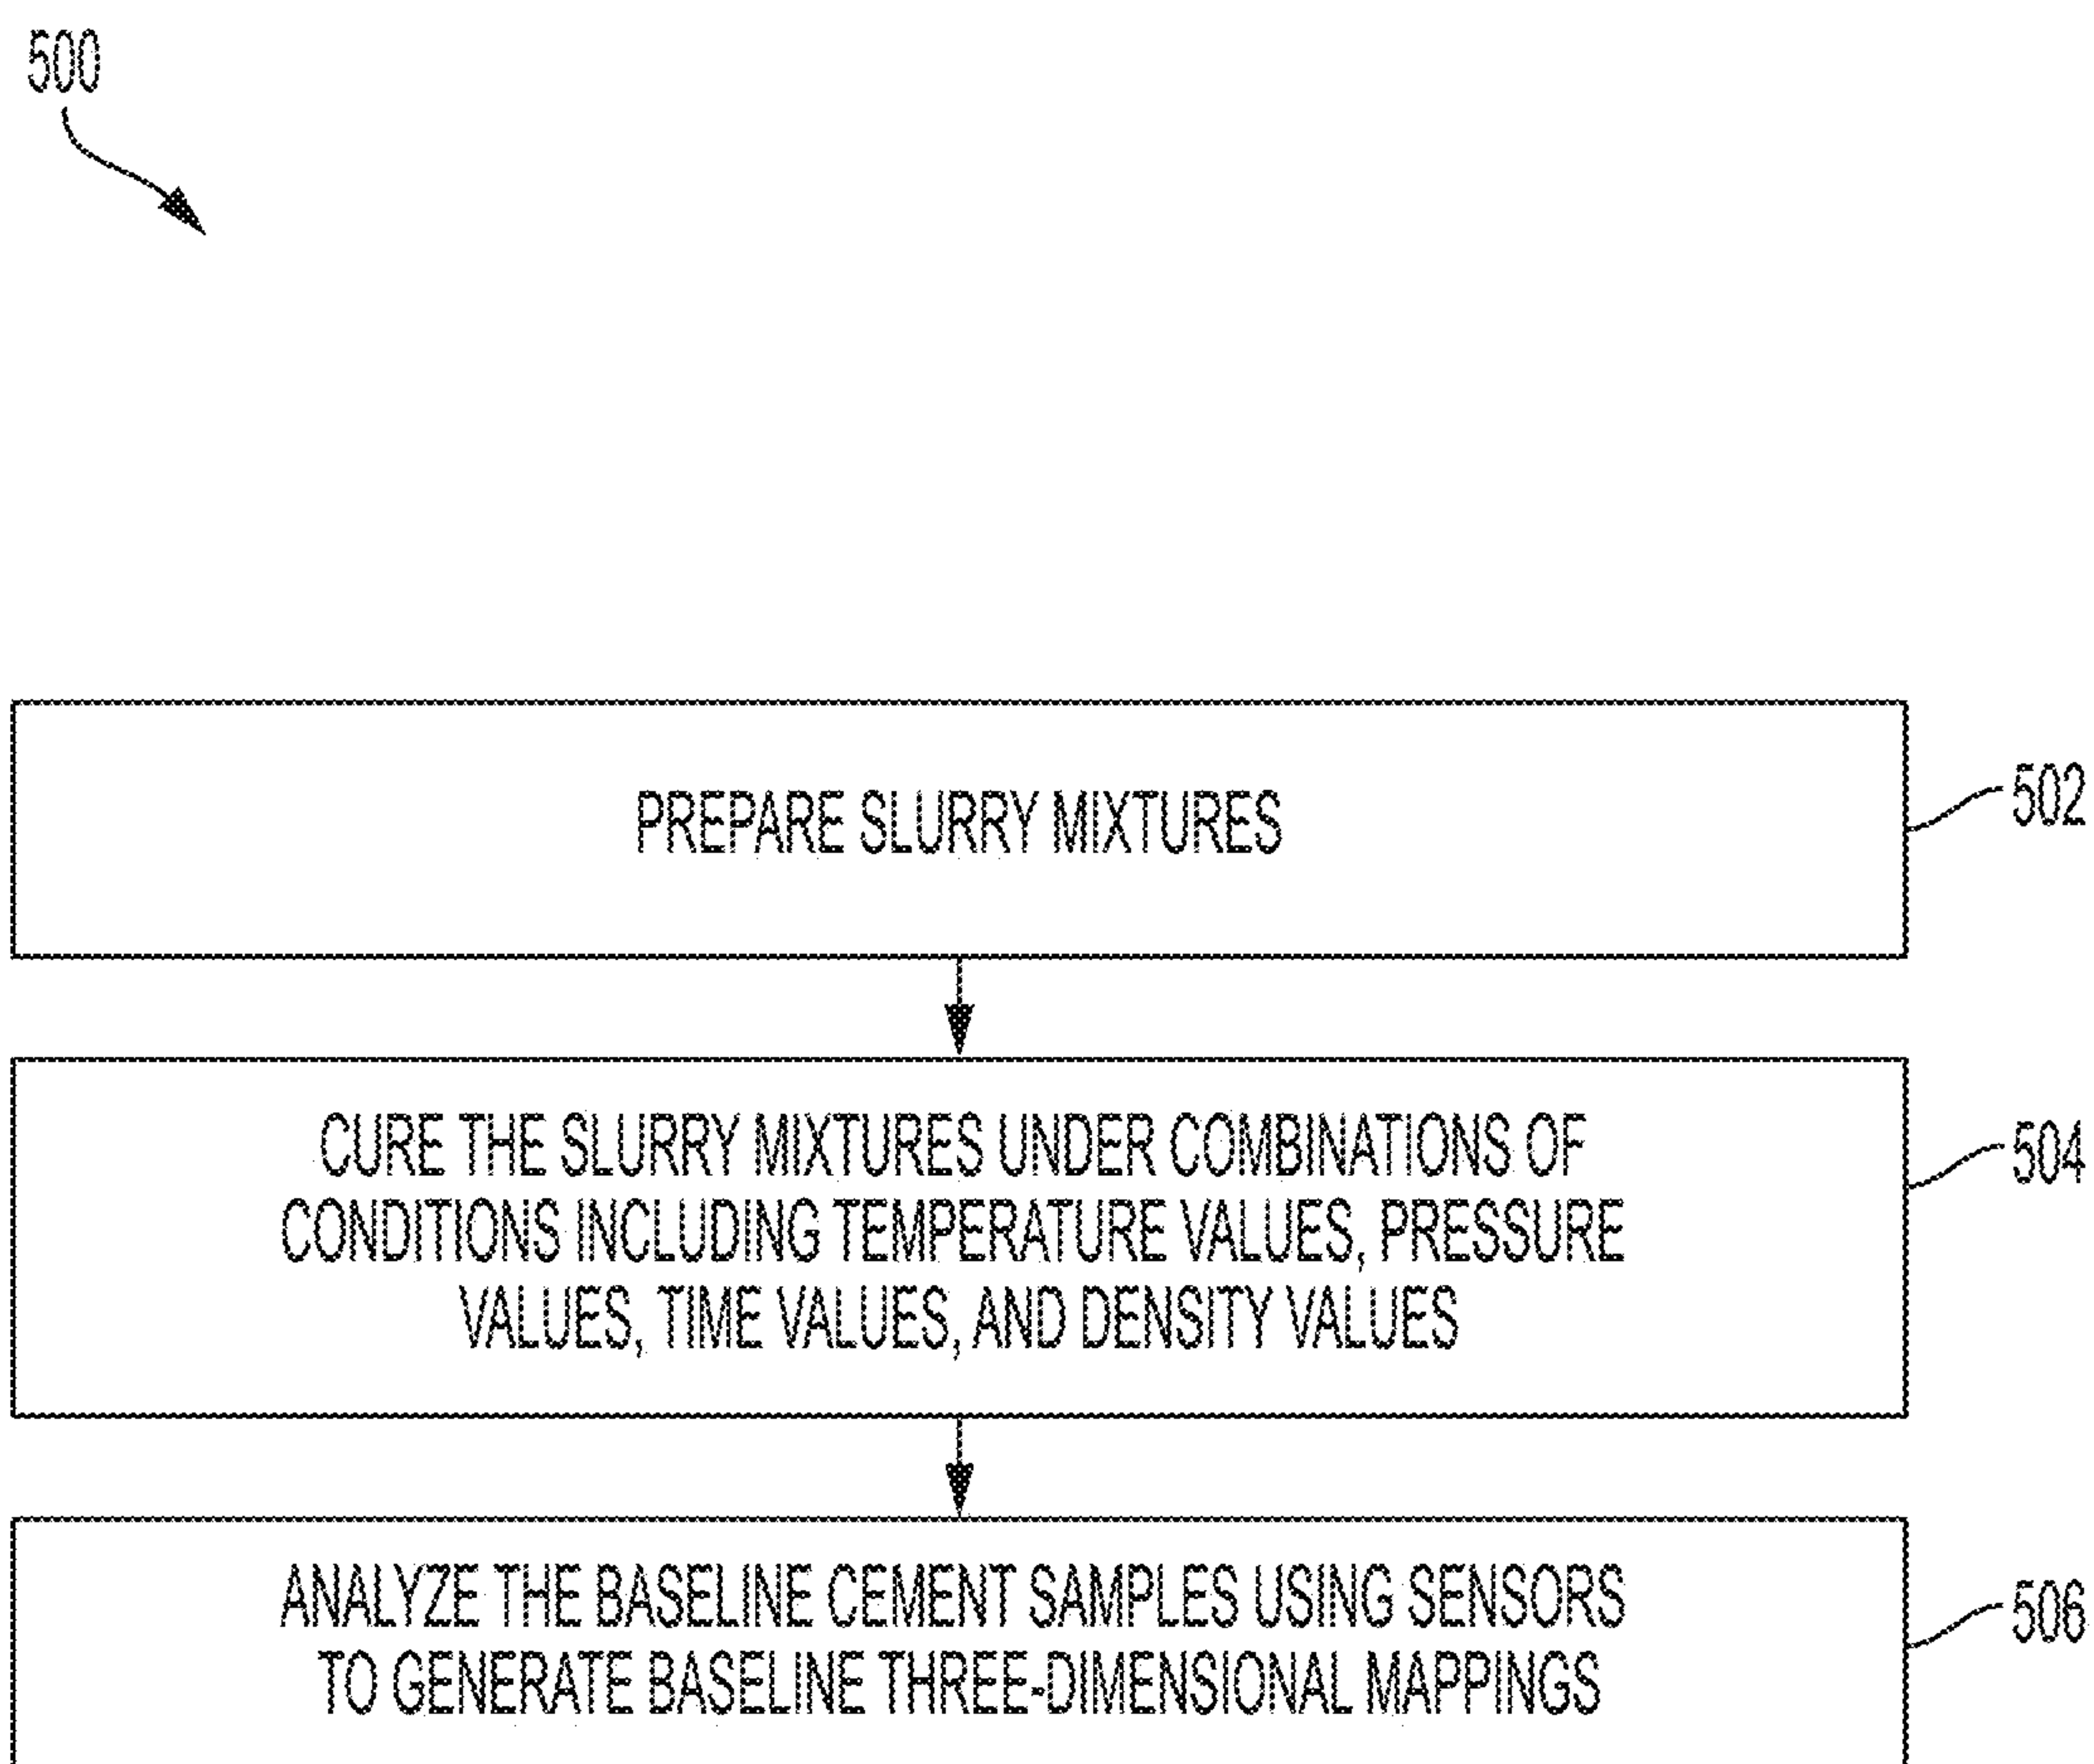 500
PREPARE SLURRY MIXTURES
502
CURE THE SLURRY MIXTURES UNDER COMBINATIONS OF
CONDITIONS INCLUDING TEMPERATURE VALUES, PRESSURE
VALUES, TIME VALUES, AND DENSITY VALUES
504
ANALYZE THE BASELINE CEMENT SAMPLES USING SENSORS
TO GENERATE BASELINE THREE-DIMENSIONAL MAPPINGS
506